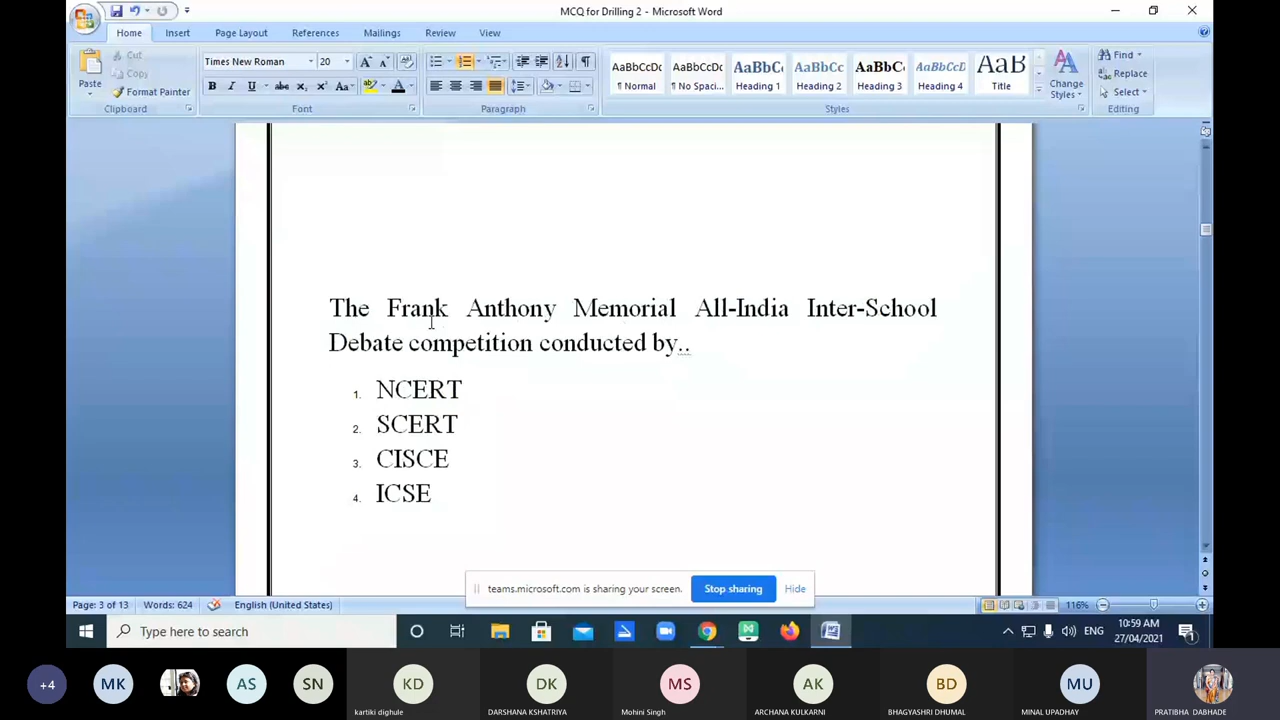 MCQ for Drilling 2 - Microsoft Word
Home Insert Page Layout References Mailings Review View
Paste
Cut
Copy
Format Painter
Clipboard
Times New Roman 20
Font
Paragraph
AaBbCcDc AaBbCcDc AaBbC AaBbCc AaBbC AaBbCcD AaB
¶ Normal ¶ No Spaci... Heading 1 Heading 2 Heading 3 Heading 4 Title
Change Styles
Styles
Find
Replace
Select
Editing
The Frank Anthony Memorial All-India Inter-School
Debate competition conducted by..
1. NCERT
2. SCERT
3. CISCE
4. ICSE
teams.microsoft.com is sharing your screen. Stop sharing Hide
Page: 3 of 13 Words: 624 English (United States) 116%
Type here to search
ENG
10:59 AM
27/04/2021
1
+4 MK AS SN KD DK MS AK BD MU
kartiki dighule DARSHANA KSHATRIYA Mohini Singh ARCHANA KULKARNI BHAGYASHRI DHUMAL MINAL UPADHAY PRATIBHA DABHADE